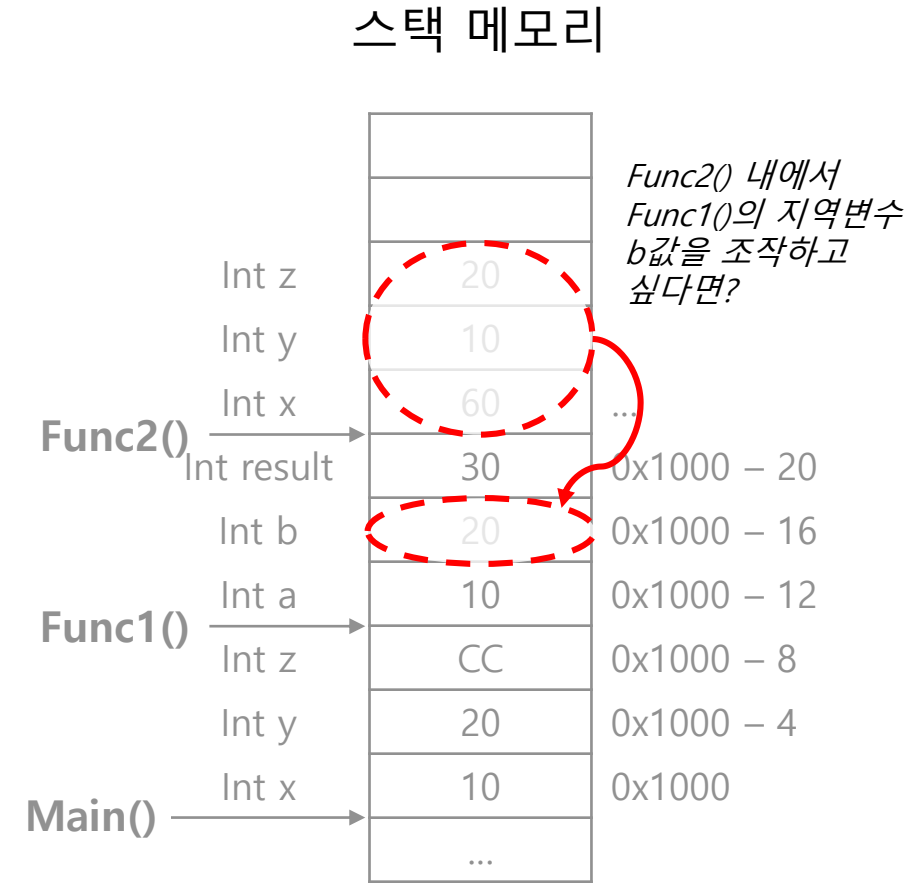 스택 메모리
Func2() 내에서
Func1()의 지역변수
b값을 조작하고
싶다면?
Int z 20
Int y 10
Int x 60 ...
Func2()
Int result 30 0x1000 – 20
Int b 20 0x1000 – 16
Int a 10 0x1000 – 12
Func1()
Int z CC 0x1000 – 8
Int y 20 0x1000 – 4
Int x 10 0x1000
Main()
...